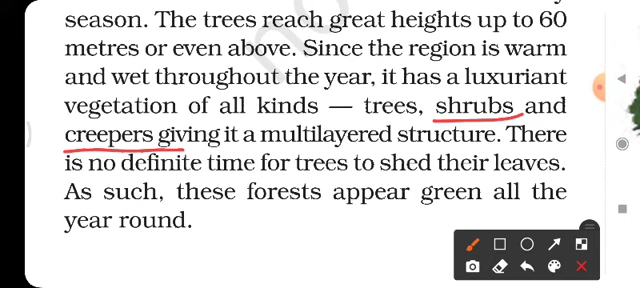 season. The trees reach great heights up to 60
metres or even above. Since the region is warm
and wet throughout the year, it has a luxuriant
vegetation of all kinds — trees, shrubs and
creepers giving it a multilayered structure. There
is no definite time for trees to shed their leaves.
As such, these forests appear green all the
year round.